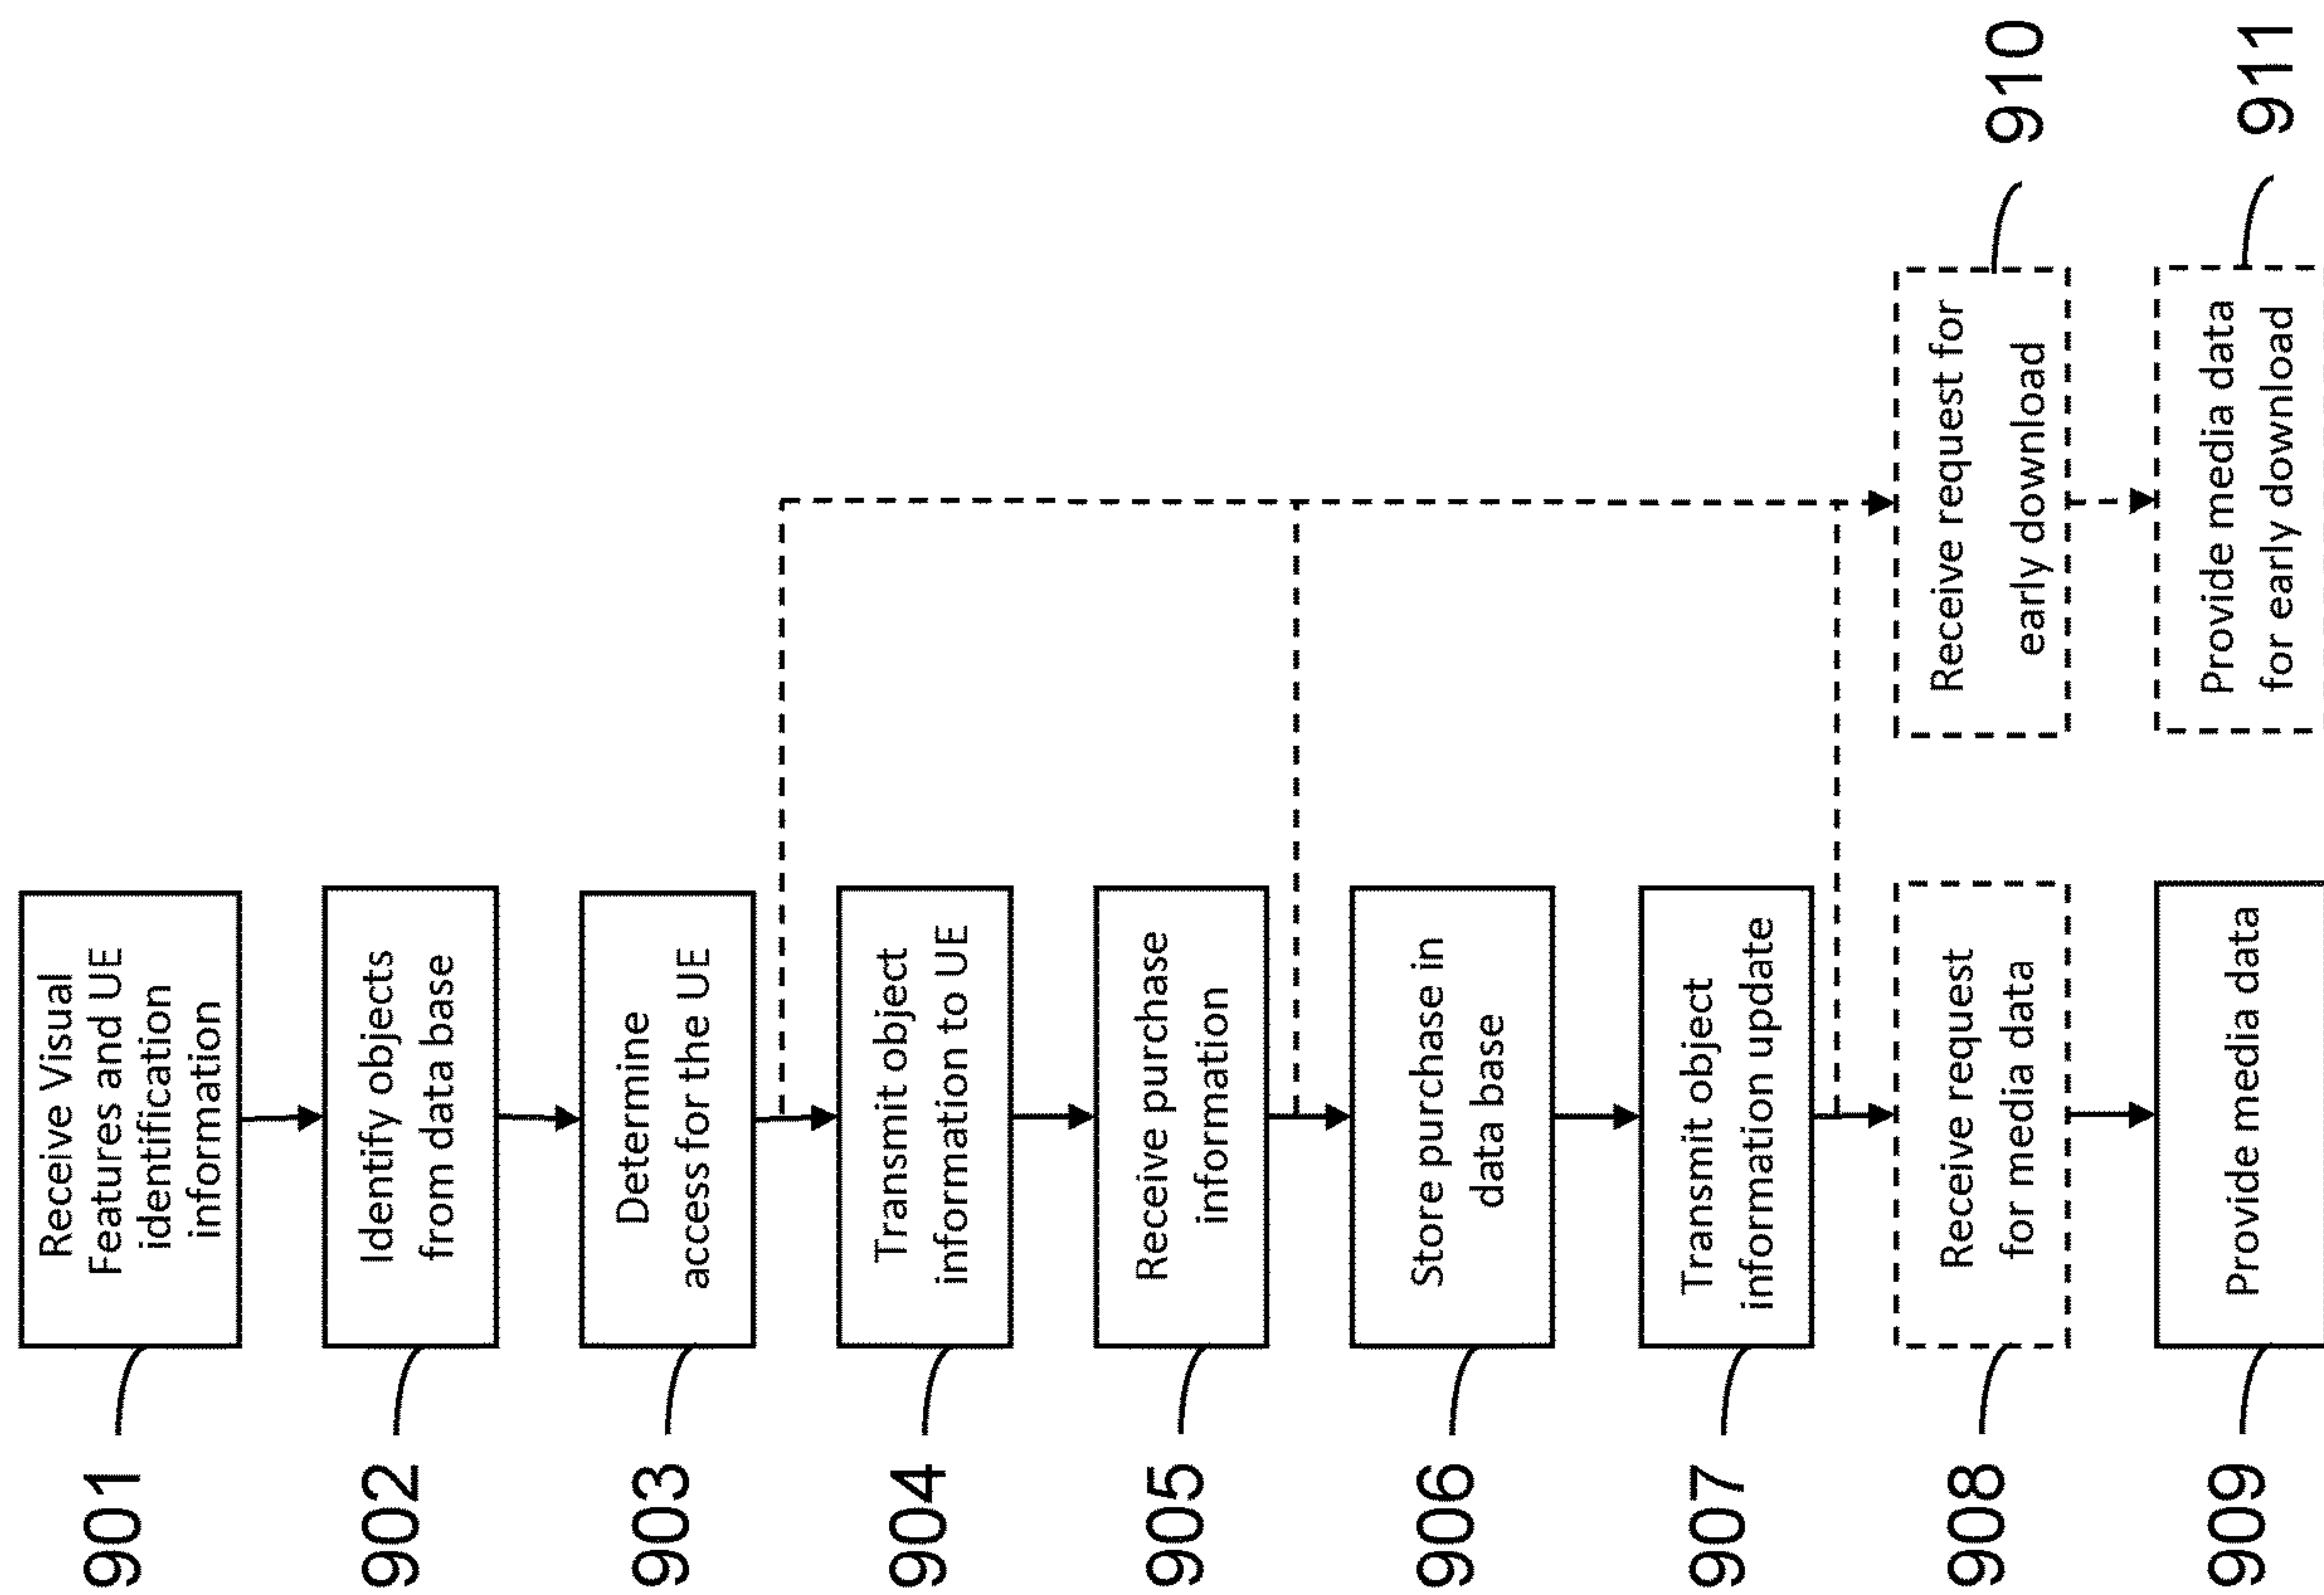 901
Receive Visual
Features and UE
identification
information
902
Identify objects
from data base
903
Determine
access for the UE
904
Transmit object
information to UE
905
Receive purchase
information
906
Store purchase in
data base
907
Transmit object
information update
908
Receive request
for media data
909
Provide media data
910
Receive request for
early download
911
Provide media data
for early download